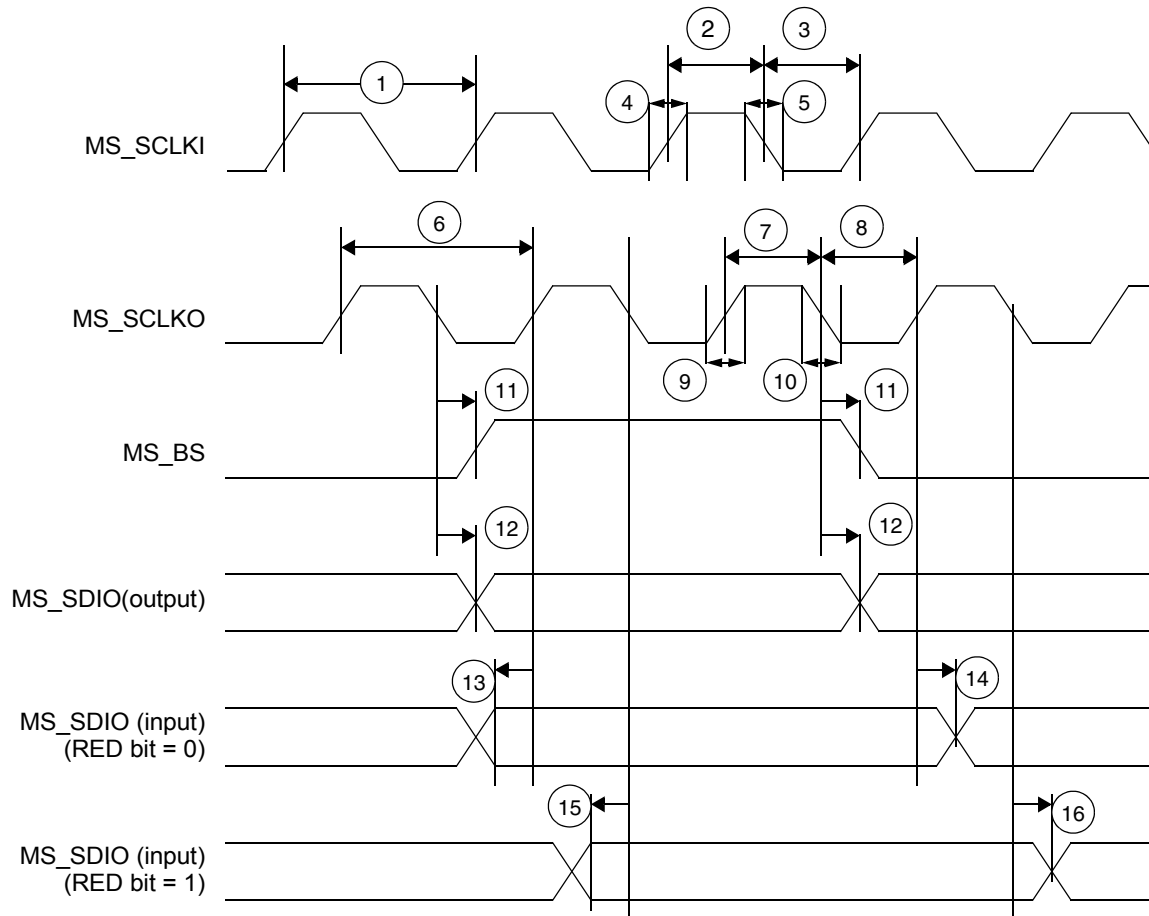 2
3
1
4
5
MS_SCLKI
6
7
8
MS_SCLKO
9
10
11
11
MS_BS
12
12
MS_SDIO(output)
13
14
MS_SDIO (input)
(RED bit = 0)
15
16
MS_SDIO (input)
(RED bit = 1)